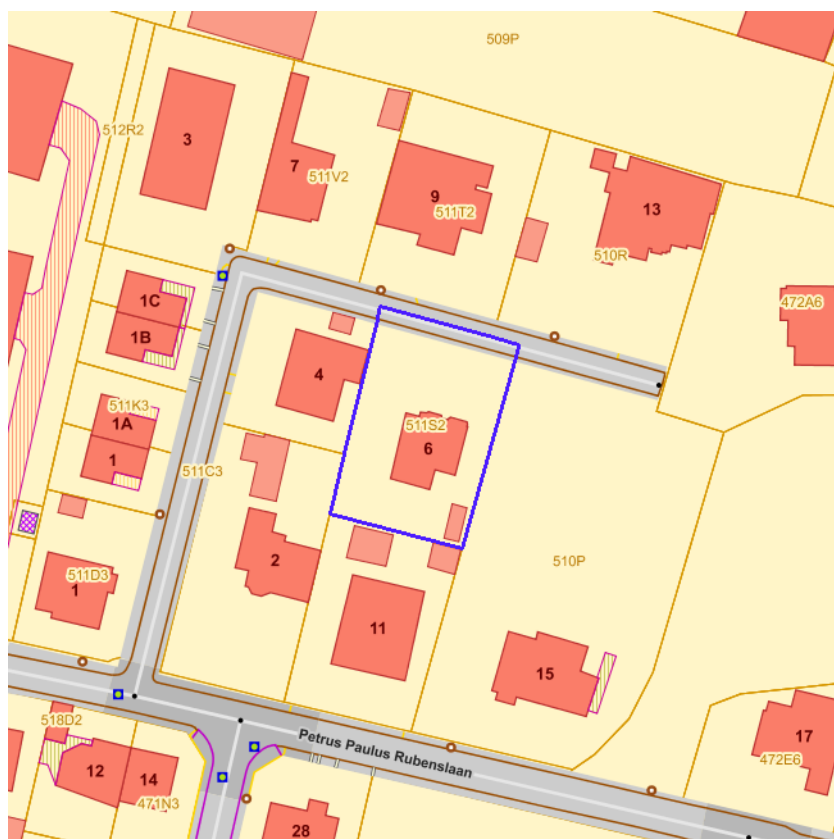 509P
512R2
3
7
511V2
9
511T2
13
510R
472A6
1C
1B
4
511K3
1A
1
511S2
6
511C3
2
510P
511D3
1
11
15
518D2
12
14
471N3
Petrus Paulus Rubenslaan
17
472E6
28